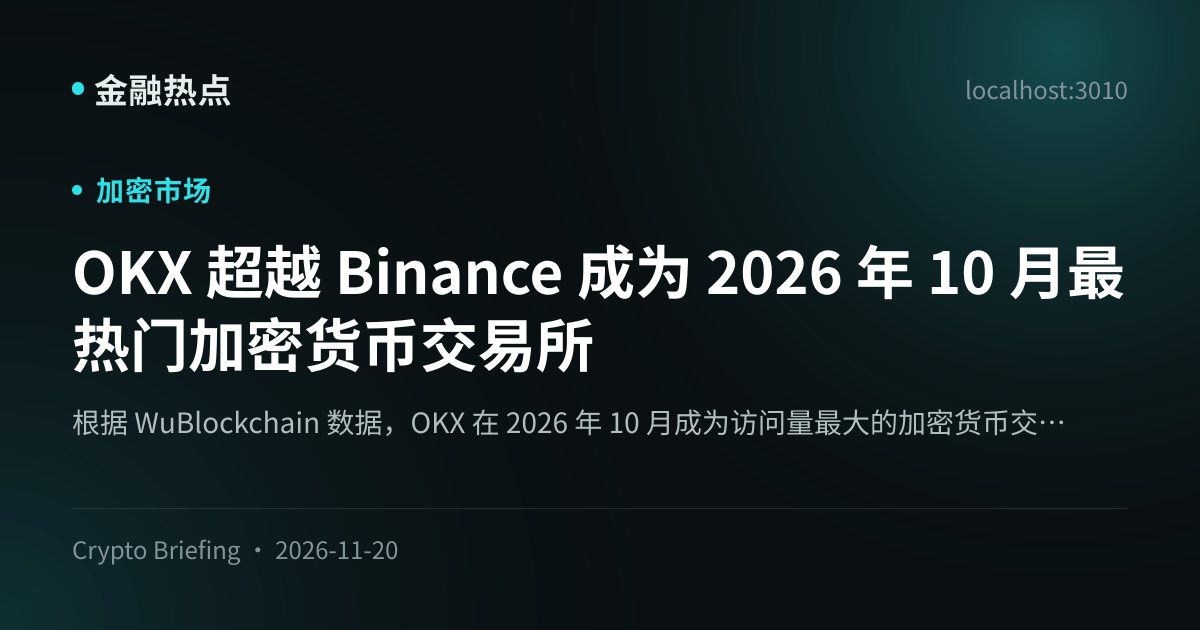 金融热点
localhost:3010
加密市场
OKX 超越 Binance 成为 2026 年 10 月最
热门加密货币交易所
根据 WuBlockchain 数据，OKX 在 2026 年 10 月成为访问量最大的加密货币交…
Crypto Briefing · 2026-11-20